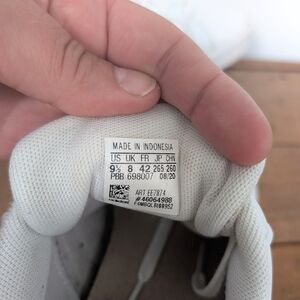 MADE IN INDONESIA
US UK FR JP CHN
9½ 8 42 265 260
PBB 698007 08/20
ART EE7874
#46064988